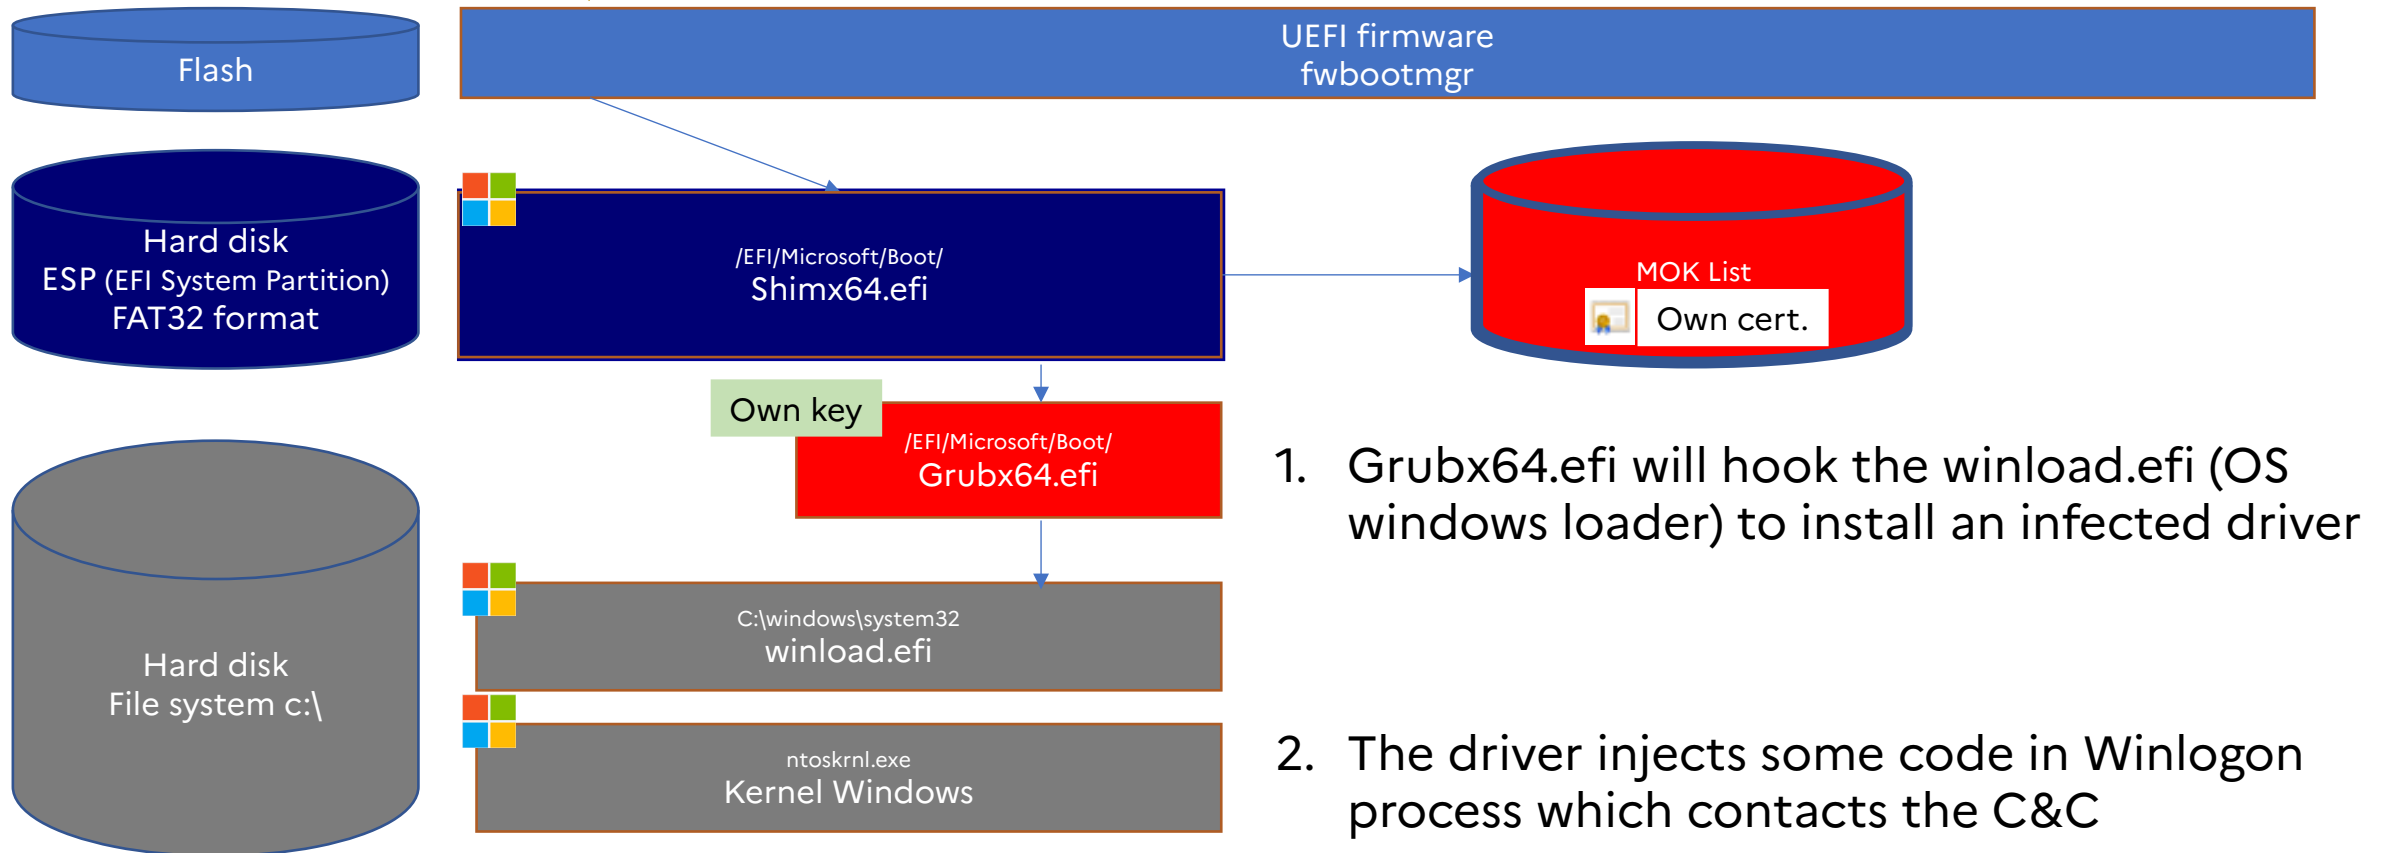 Flash
UEFI firmware
fwbootmgr
Hard disk
ESP (EFI System Partition)
FAT32 format
/EFI/Microsoft/Boot/
Shimx64.efi
MOK List
Own cert.
Own key
/EFI/Microsoft/Boot/
Grubx64.efi
1. Grubx64.efi will hook the winload.efi (OS
windows loader) to install an infected driver
Hard disk
File system c:\
C:\windows\system32
winload.efi
ntoskrnl.exe
Kernel Windows
2. The driver injects some code in Winlogon
process which contacts the C&C